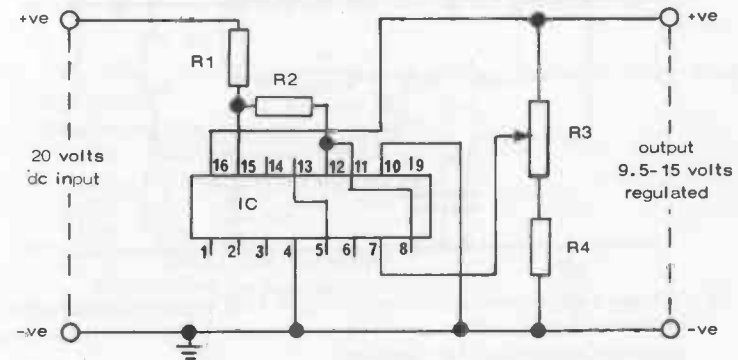 +ve
+ve
R1
R2
R3
20 volts
dc input
output
9.5-15 volts
regulated
16 15 14 13 12 11 10 9
IC
1 2 3 4 5 6 7 8
R4
-ve
-ve